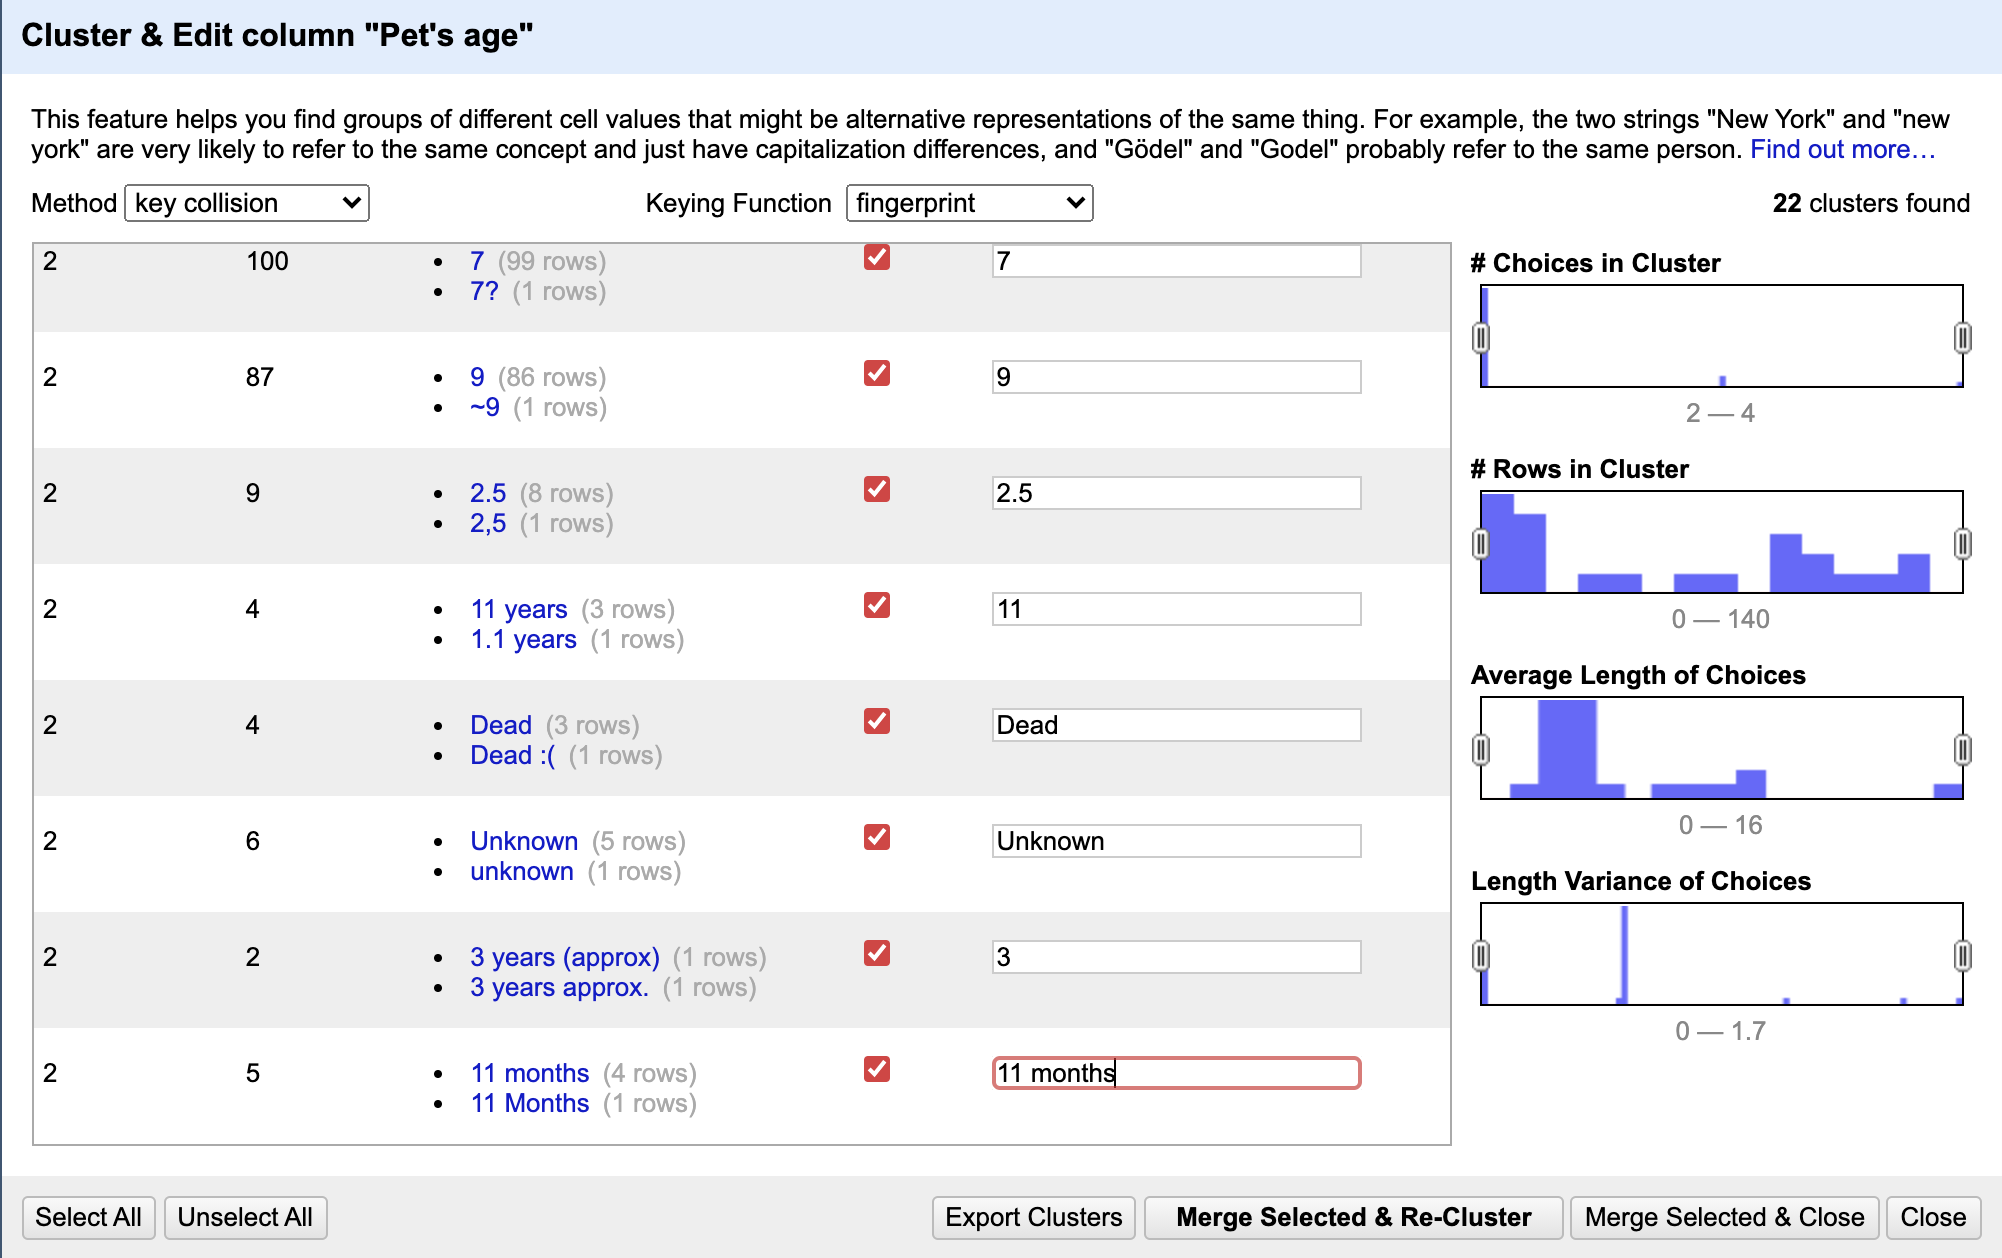 Cluster & Edit column "Pet's age"
This feature helps you find groups of different cell values that might be alternative representations of the same thing. For example, the two strings "New York" and "new
york" are very likely to refer to the same concept and just have capitalization differences, and "Gödel" and "Godel" probably refer to the same person. Find out more…
Method key collision Keying Function fingerprint 22 clusters found
2 100 • 7 (99 rows) 7
• 7? (1 rows)
2 87 • 9 (86 rows) 9
• ~9 (1 rows)
2 9 • 2.5 (8 rows) 2.5
• 2,5 (1 rows)
2 4 • 11 years (3 rows) 11
• 1.1 years (1 rows)
2 4 • Dead (3 rows) Dead
• Dead :( (1 rows)
2 6 • Unknown (5 rows) Unknown
• unknown (1 rows)
2 2 • 3 years (approx) (1 rows) 3
• 3 years approx. (1 rows)
2 5 • 11 months (4 rows) 11 months
• 11 Months (1 rows)
# Choices in Cluster
2 — 4
# Rows in Cluster
0 — 140
Average Length of Choices
0 — 16
Length Variance of Choices
0 — 1.7
Select All Unselect All Export Clusters Merge Selected & Re-Cluster Merge Selected & Close Close